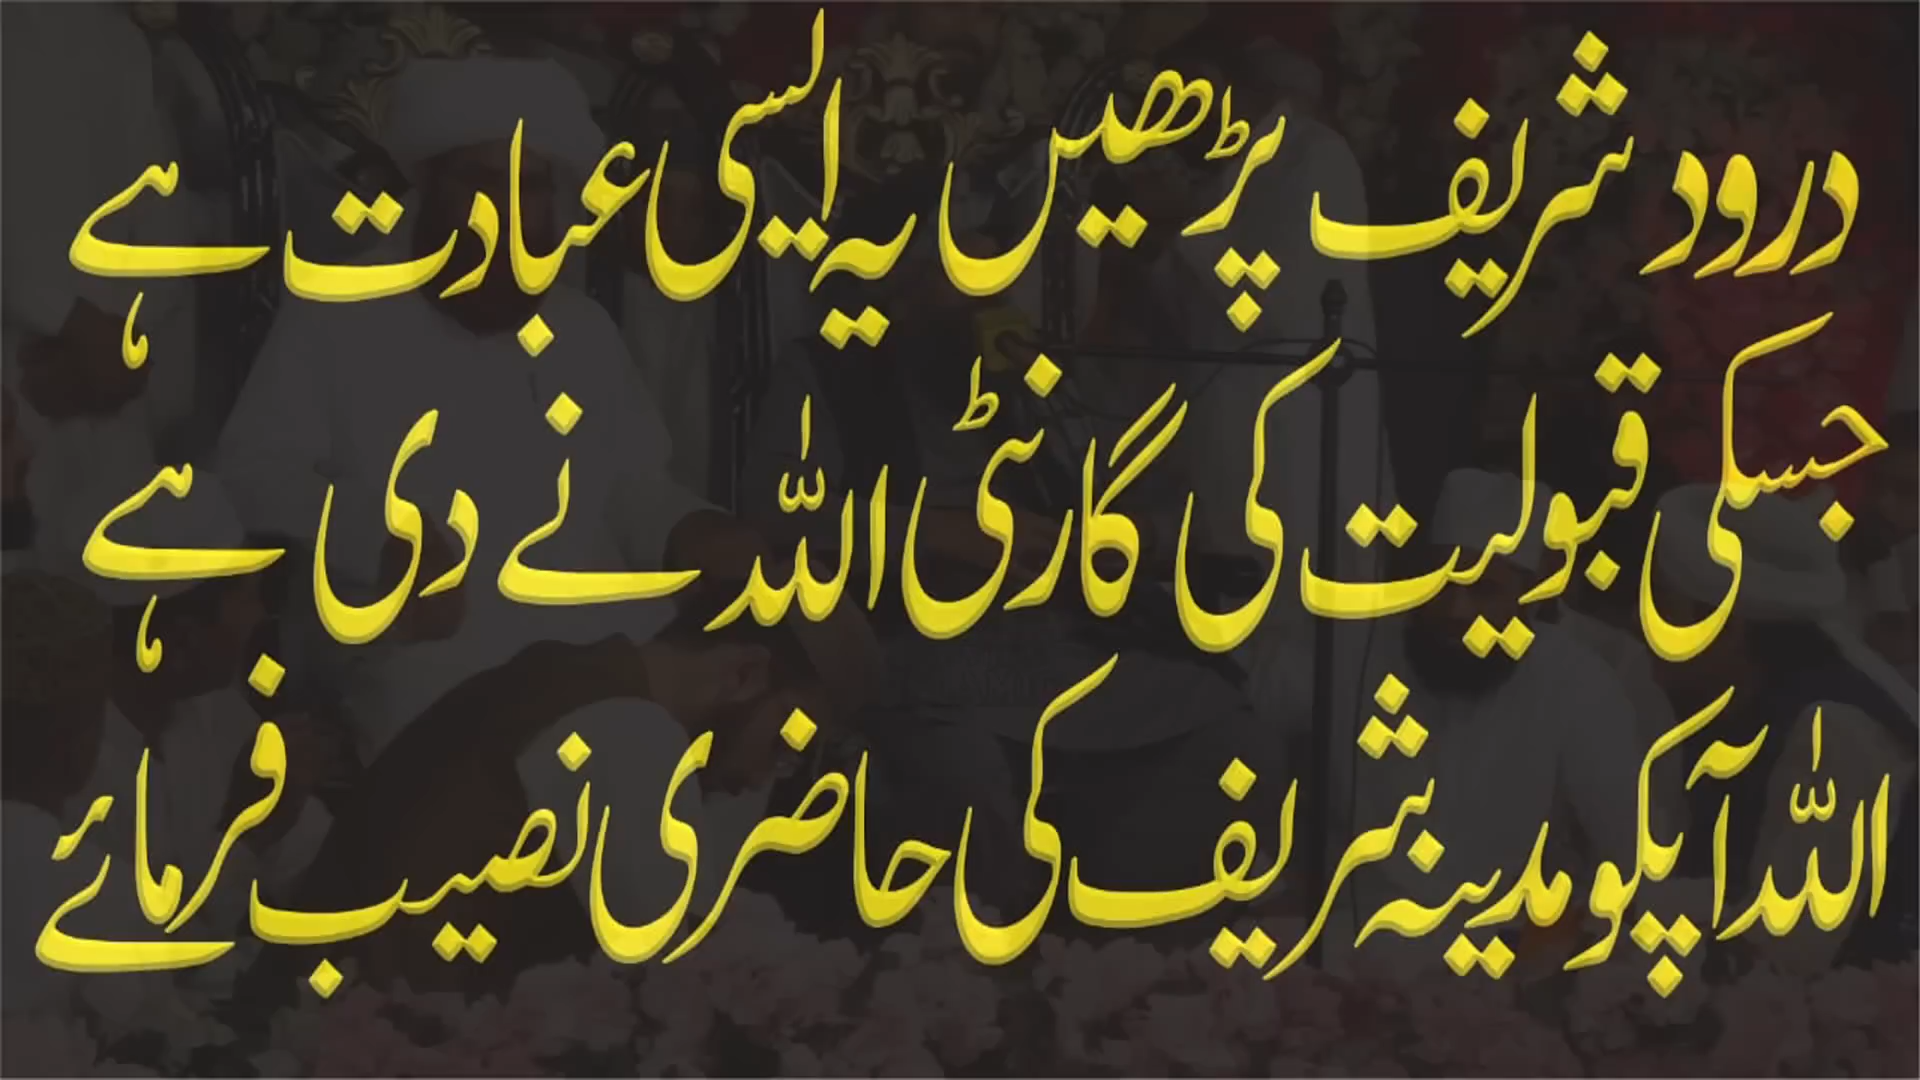 درود شریف پڑھیں یہ ایسی عبادت ہے
جسکی قبولیت کی گارنٹی اللہ نے دی ہے
اللہ آپکو مدینہ شریف کی حاضری نصیب فرمائے